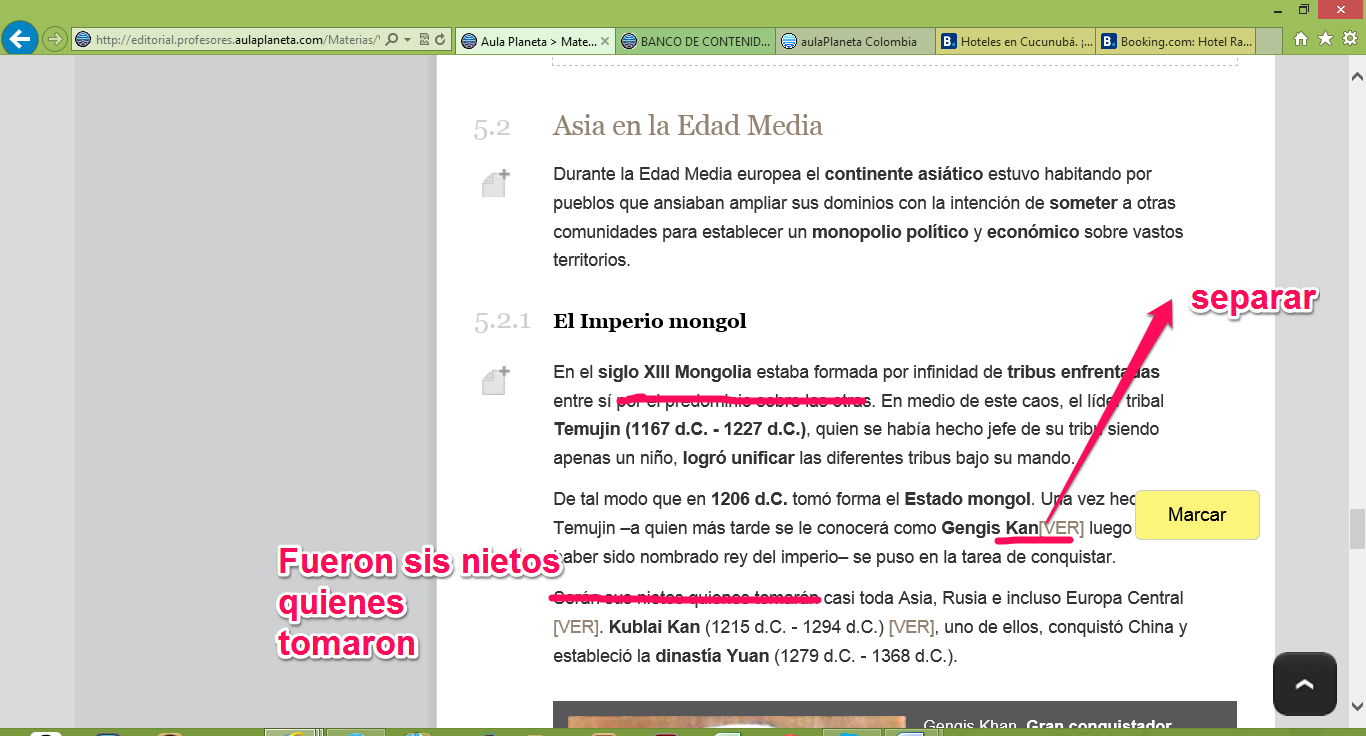 http://editorial.profesores.aulaplaneta.com/Materias/
Aula Planeta > Mate...
BANCO DE CONTENID...
aulaPlaneta Colombia
Hoteles en Cucunubá. ¡...
Booking.com: Hotel Ra...
5.2 Asia en la Edad Media
Durante la Edad Media europea el continente asiático estuvo habitando por
pueblos que ansiaban ampliar sus dominios con la intención de someter a otras
comunidades para establecer un monopolio político y económico sobre vastos
territorios.
separar
5.2.1 El Imperio mongol
En el siglo XIII Mongolia estaba formada por infinidad de tribus enfrentadas
entre sí por el predominio sobre las otras. En medio de este caos, el líder tribal
Temujin (1167 d.C. - 1227 d.C.), quien se había hecho jefe de su tribu siendo
apenas un niño, logró unificar las diferentes tribus bajo su mando.
De tal modo que en 1206 d.C. tomó forma el Estado mongol. Una vez hec
Marcar
Temujin –a quien más tarde se le conocerá como Gengis Kan[VER] luego
haber sido nombrado rey del imperio– se puso en la tarea de conquistar.
Fueron sis nietos
quienes
tomaron
Serán sus nietos quienes tomarán casi toda Asia, Rusia e incluso Europa Central
[VER]. Kublai Kan (1215 d.C. - 1294 d.C.) [VER], uno de ellos, conquistó China y
estableció la dinastía Yuan (1279 d.C. - 1368 d.C.).
Gengis Khan. Gran conquistador